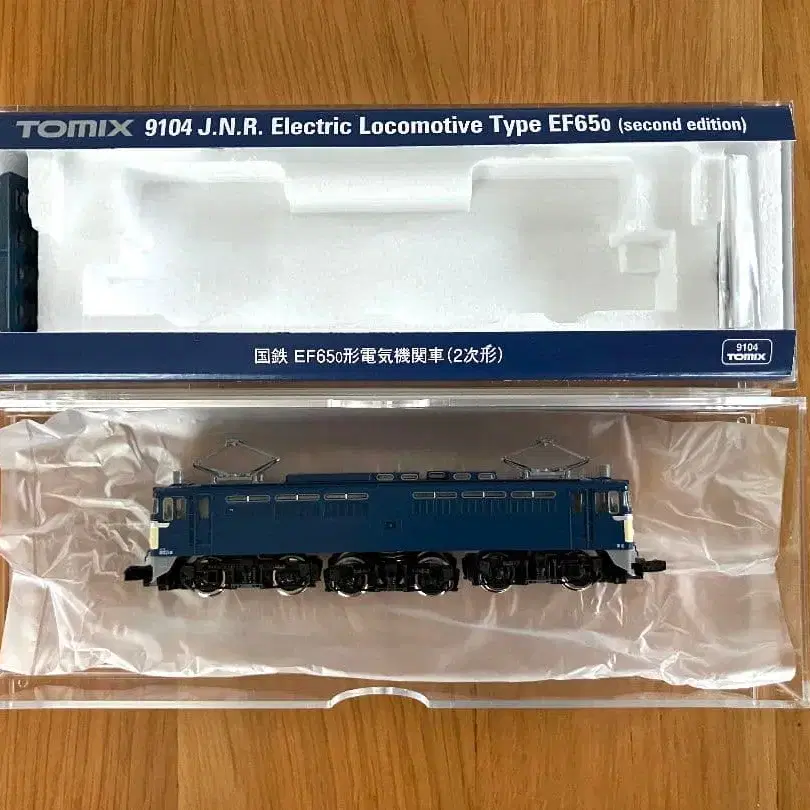 TOMIX 9104 J.N.R. Electric Locomotive Type EF650 (second edition)
国鉄 EF650形電気機関車(2次形)
9104
TOMIX